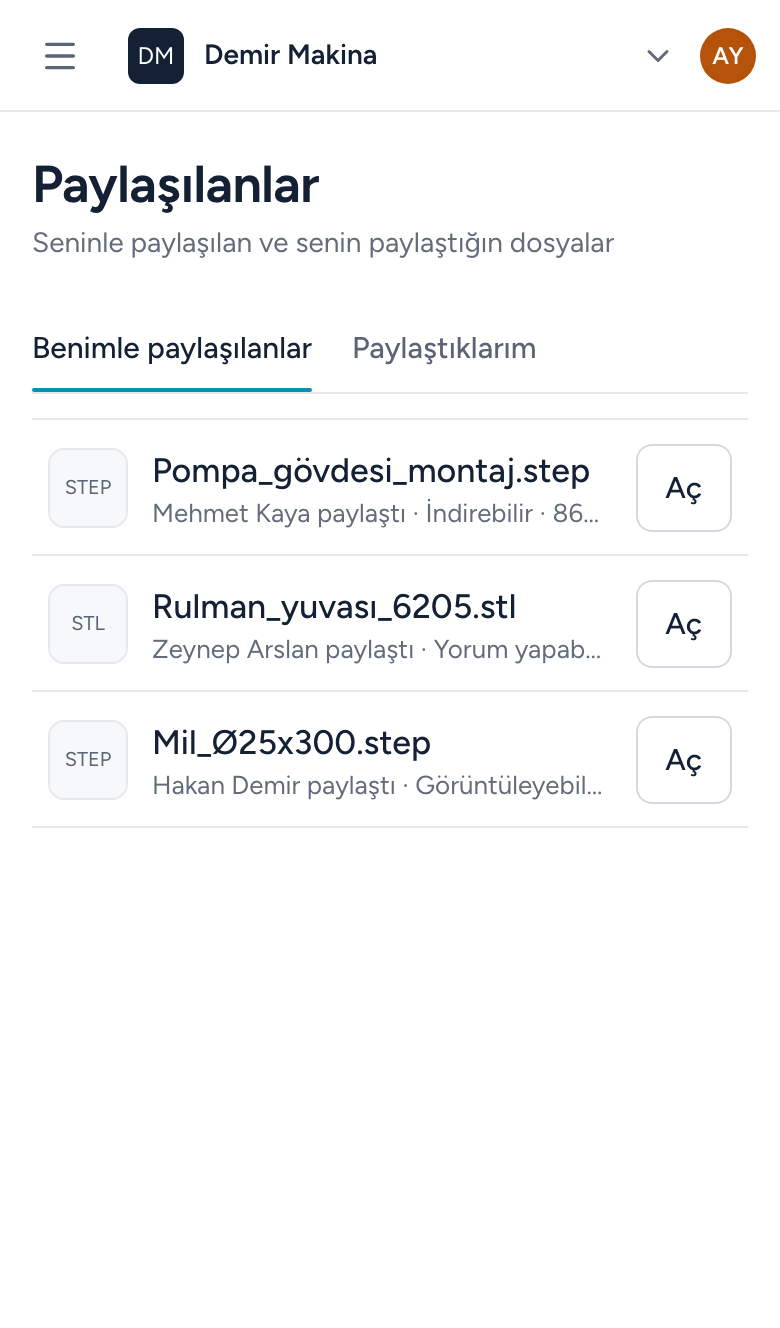 DM Demir Makina AY
Paylaşılanlar
Seninle paylaşılan ve senin paylaştığın dosyalar
Benimle paylaşılanlar Paylaştıklarım
STEP Pompa_gövdesi_montaj.step Aç
Mehmet Kaya paylaştı · İndirebilir · 86...
STL Rulman_yuvası_6205.stl Aç
Zeynep Arslan paylaştı · Yorum yapab...
STEP Mil_Ø25x300.step Aç
Hakan Demir paylaştı · Görüntüleyebil...